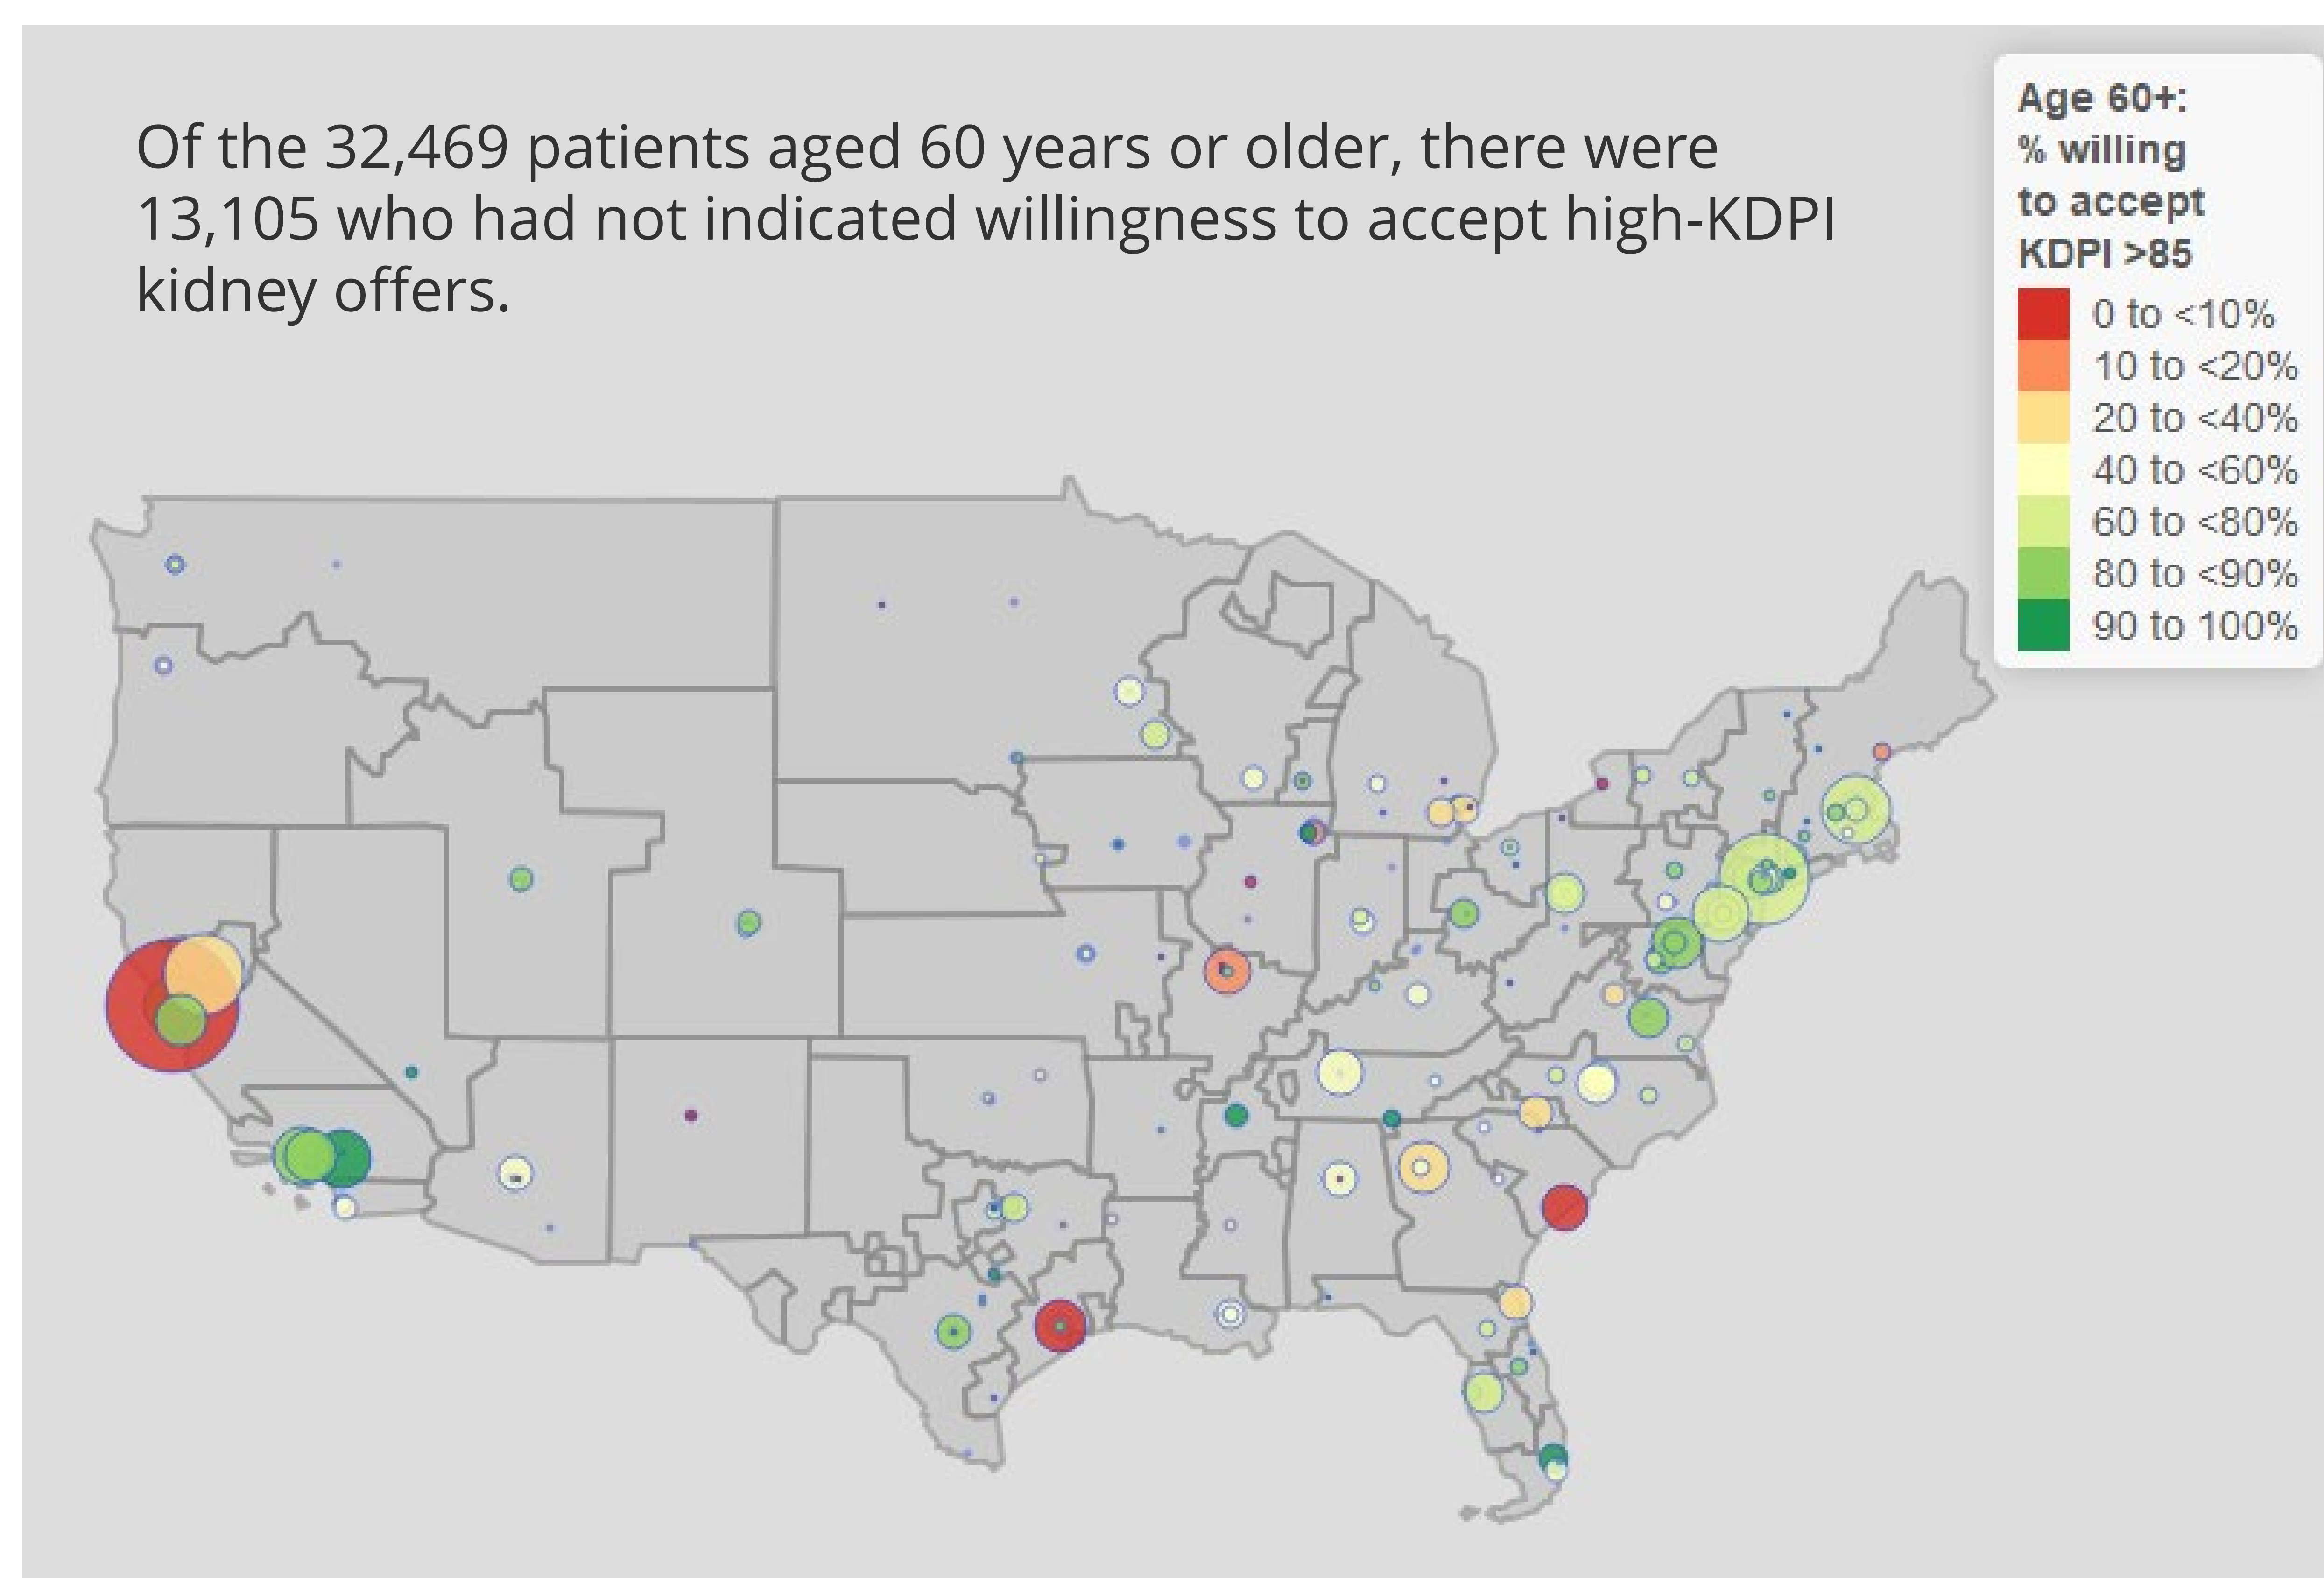 Of the 32,469 patients aged 60 years or older, there were
13,105 who had not indicated willingness to accept high-KDPI
kidney offers.
Age 60+:
% willing
to accept
KDPI >85
0 to <10%
10 to <20%
20 to <40%
40 to <60%
60 to <80%
80 to <90%
90 to 100%